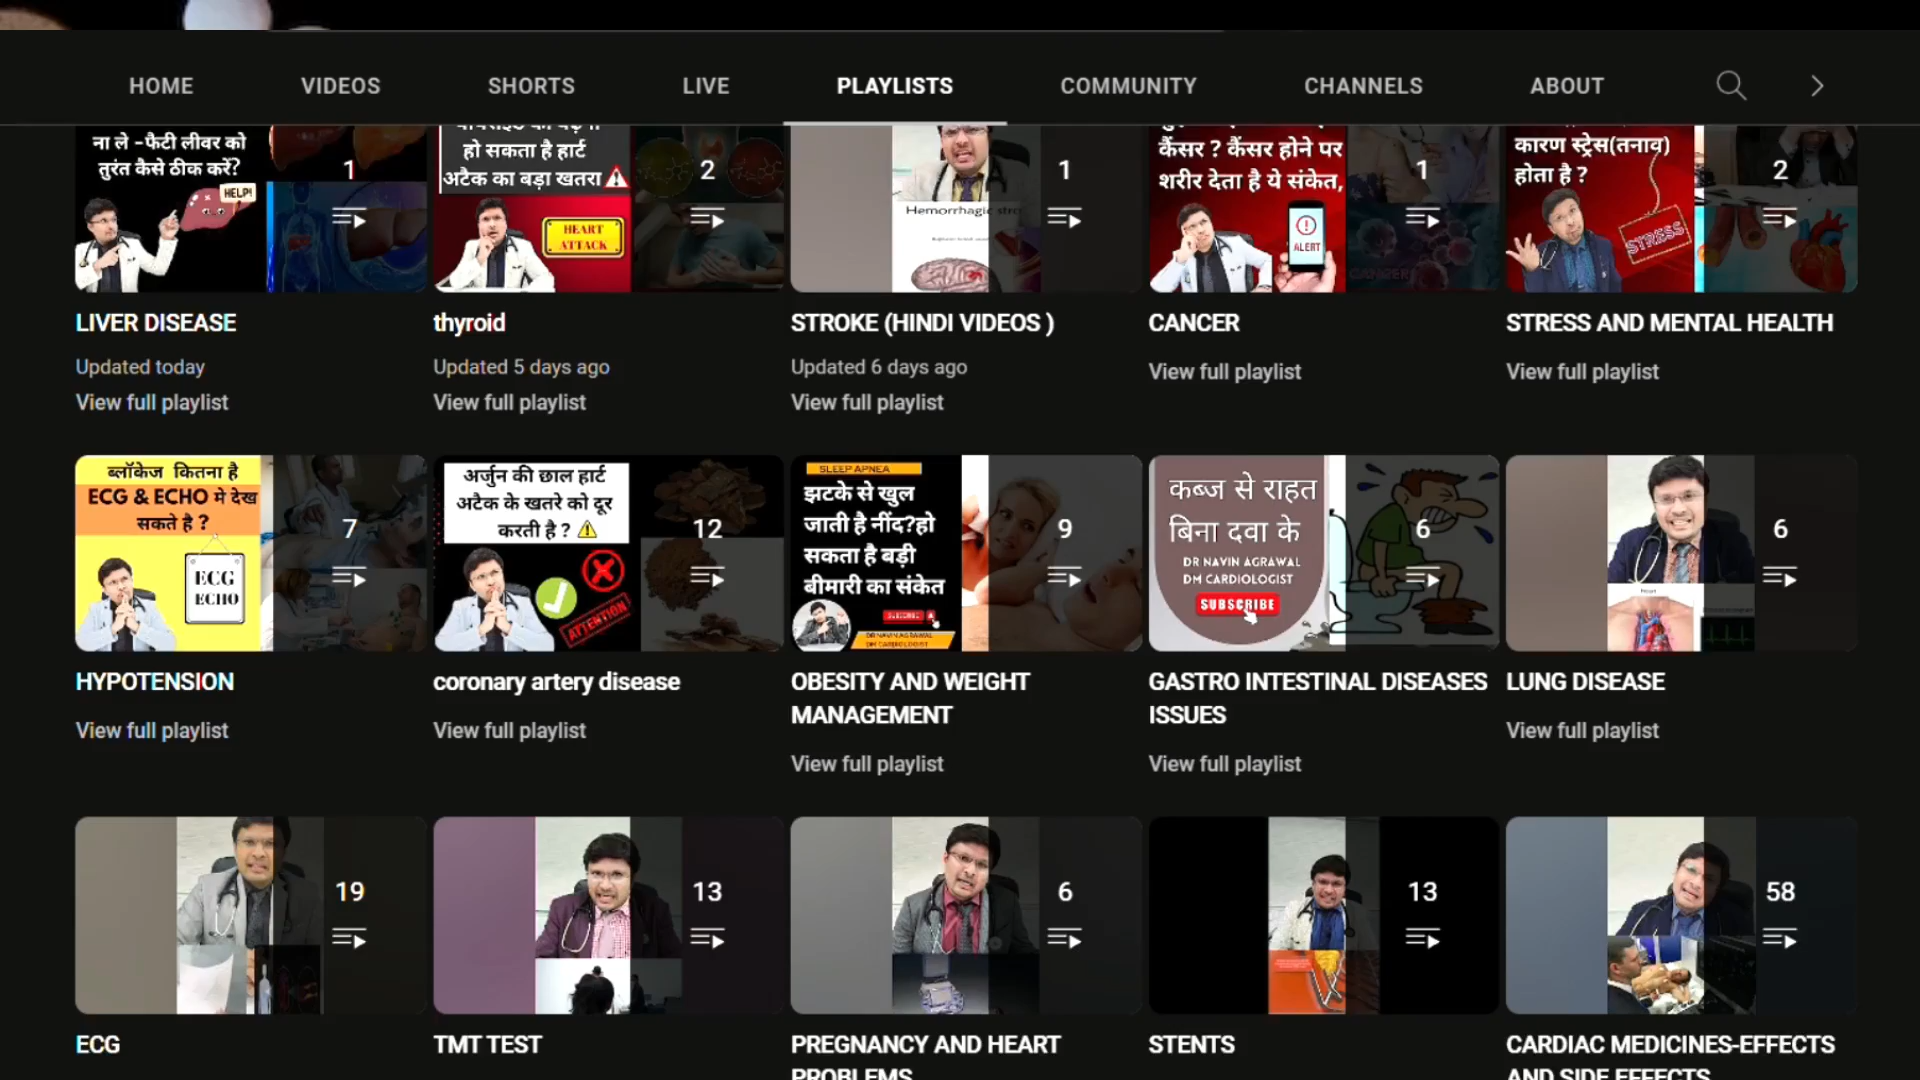 HOME VIDEOS SHORTS LIVE PLAYLISTS COMMUNITY CHANNELS ABOUT
ना ले -फैटी लीवर को
तुरंत कैसे ठीक करें?
HELP!
1
हो सकता है हार्ट
अटैक का बड़ा खतरा
HEART
ATTACK
2
Hemorrhagic
1
कैंसर ? कैंसर होने पर
शरीर देता है ये संकेत,
ALERT
CANCER
1
कारण स्ट्रेस(तनाव)
होता है ?
STRESS
2
LIVER DISEASE
Updated today
View full playlist
thyroid
Updated 5 days ago
View full playlist
STROKE (HINDI VIDEOS )
Updated 6 days ago
View full playlist
CANCER
View full playlist
STRESS AND MENTAL HEALTH
View full playlist
ब्लॉकेज कितना है
ECG & ECHO मे देख
सकते है ?
ECG
ECHO
7
अर्जुन की छाल हार्ट
अटैक के खतरे को दूर
करती है ?
ATTENTION
12
SLEEP APNEA
झटके से खुल
जाती है नींद?हो
सकता है बड़ी
बीमारी का संकेत
SUBSCRIBE
DR NAVIN AGRAWAL
DM CARDIOLOGIST
9
कब्ज से राहत
बिना दवा के
DR NAVIN AGRAWAL
DM CARDIOLOGIST
SUBSCRIBE
6
6
HYPOTENSION
View full playlist
coronary artery disease
View full playlist
OBESITY AND WEIGHT
MANAGEMENT
View full playlist
GASTRO INTESTINAL DISEASES
ISSUES
View full playlist
LUNG DISEASE
View full playlist
19
13
6
13
58
ECG
TMT TEST
PREGNANCY AND HEART
PROBLEMS
STENTS
CARDIAC MEDICINES-EFFECTS
AND SIDE EFFECTS